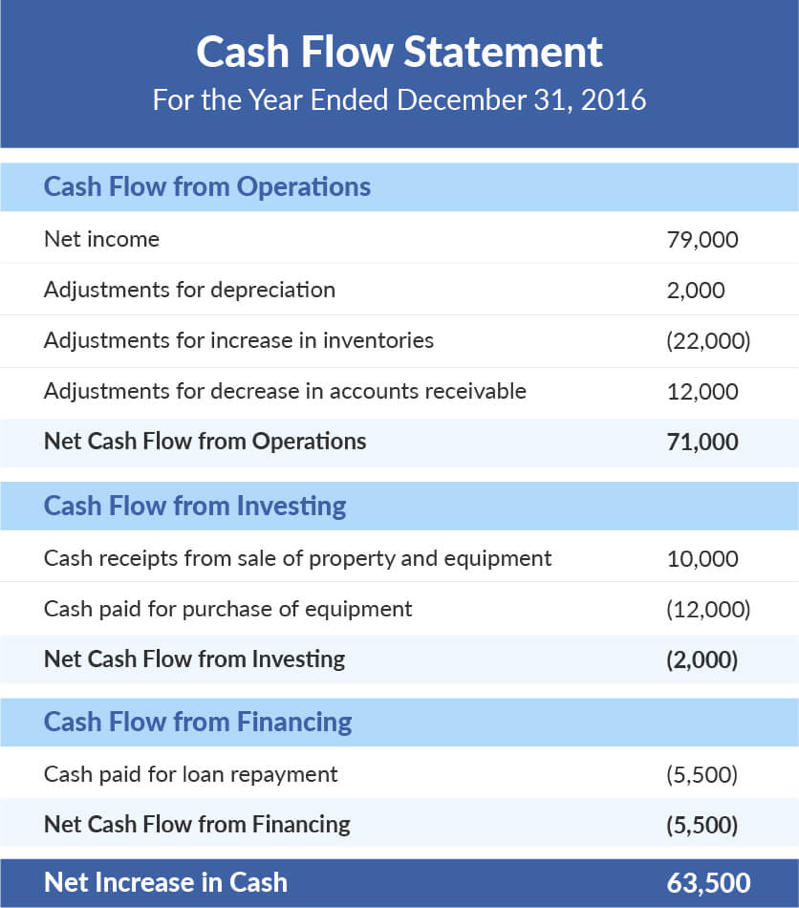 Cash Flow Statement
For the Year Ended December 31, 2016
Cash Flow from Operations
Net income 79,000
Adjustments for depreciation 2,000
Adjustments for increase in inventories (22,000)
Adjustments for decrease in accounts receivable 12,000
Net Cash Flow from Operations 71,000
Cash Flow from Investing
Cash receipts from sale of property and equipment 10,000
Cash paid for purchase of equipment (12,000)
Net Cash Flow from Investing (2,000)
Cash Flow from Financing
Cash paid for loan repayment (5,500)
Net Cash Flow from Financing (5,500)
Net Increase in Cash 63,500